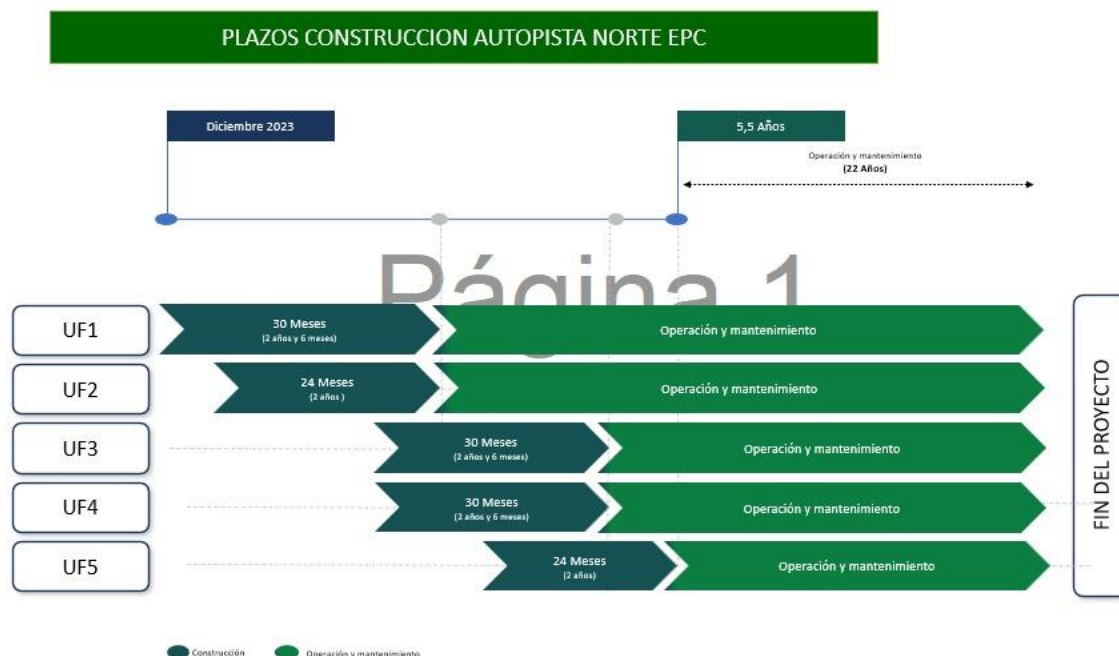 PLAZOS CONSTRUCCION AUTOPISTA NORTE EPC
Diciembre 2023
5,5 Años
Operación y mantenimiento
(22 Años)
Página 1
UF1
30 Meses
(2 años y 6 meses)
Operación y mantenimiento
UF2
24 Meses
(2 años )
Operación y mantenimiento
UF3
30 Meses
(2 años y 6 meses)
Operación y mantenimiento
UF4
30 Meses
(2 años y 6 meses)
Operación y mantenimiento
UF5
24 Meses
(2 años)
Operación y mantenimiento
FIN DEL PROYECTO
Construcción
Operación y mantenimiento